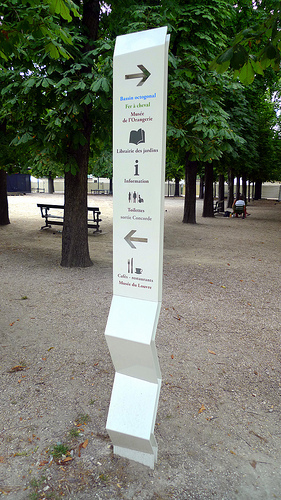 Bassin octogonal
Fer à cheval
Musée
de l'Orangerie
Librairie des jardins
i
Information
Toilettes
sortie Concorde
Cafés - restaurants
Musée du Louvre